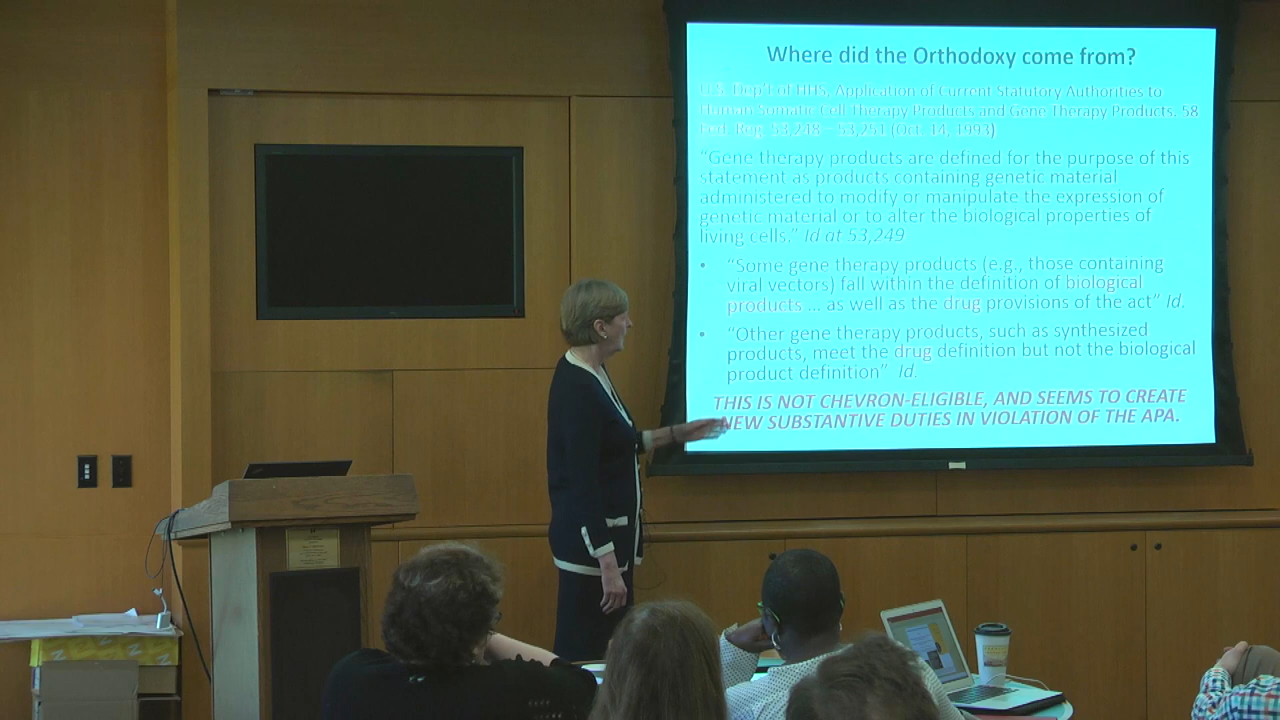 Where did the Orthodoxy come from?
U.S. Dep't of HHS, Application of Current Statutory Authorities to
Human Somatic Cell Therapy Products and Gene Therapy Products. 58
Fed. Reg. 53,248 – 53,251 (Oct. 14, 1993)
“Gene therapy products are defined for the purpose of this
statement as products containing genetic material
administered to modify or manipulate the expression of
genetic material or to alter the biological properties of
living cells.” Id at 53,249
• “Some gene therapy products (e.g., those containing
viral vectors) fall within the definition of biological
products ... as well as the drug provisions of the act” Id.
• “Other gene therapy products, such as synthesized
products, meet the drug definition but not the biological
product definition” Id.
THIS IS NOT CHEVRON-ELIGIBLE, AND SEEMS TO CREATE
NEW SUBSTANTIVE DUTIES IN VIOLATION OF THE APA.